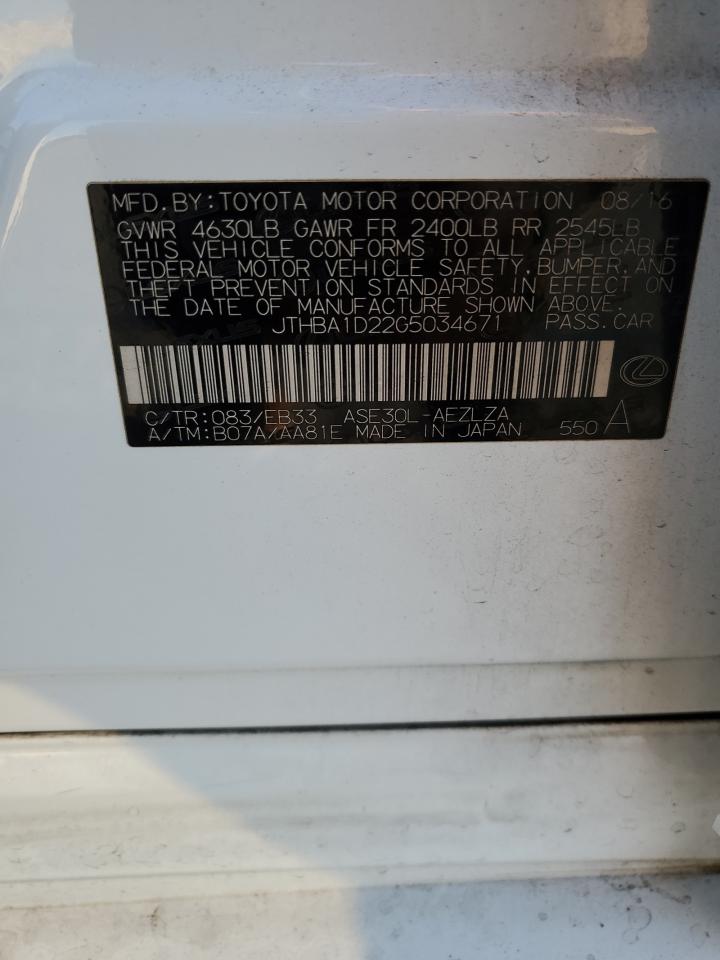 MFD. BY: TOYOTA MOTOR CORPORATION 08/16
GVWR 4630LB GAWR FR 2400LB RR 2545LB
THIS VEHICLE CONFORMS TO ALL APPLICABLE
FEDERAL MOTOR VEHICLE SAFETY, BUMPER, AND
THEFT PREVENTION STANDARDS IN EFFECT ON
THE DATE OF MANUFACTURE SHOWN ABOVE.
JTHBA1D22G5034671 PASS. CAR
C/TR: 083/EB33 ASE30L-AEZLZA
A/TM: B07A/AA81E MADE IN JAPAN 550 A